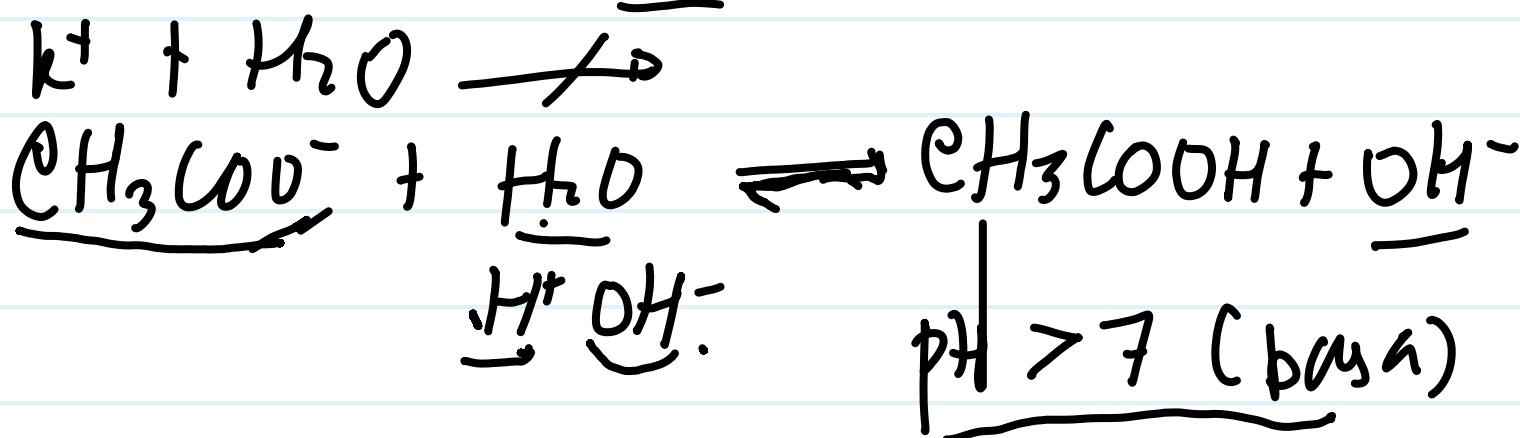 K⁺ + H₂O ↛
CH₃COO⁻ + H₂O ⇌ CH₃COOH + OH⁻
H⁺ OH⁻
pH > 7 (basa)